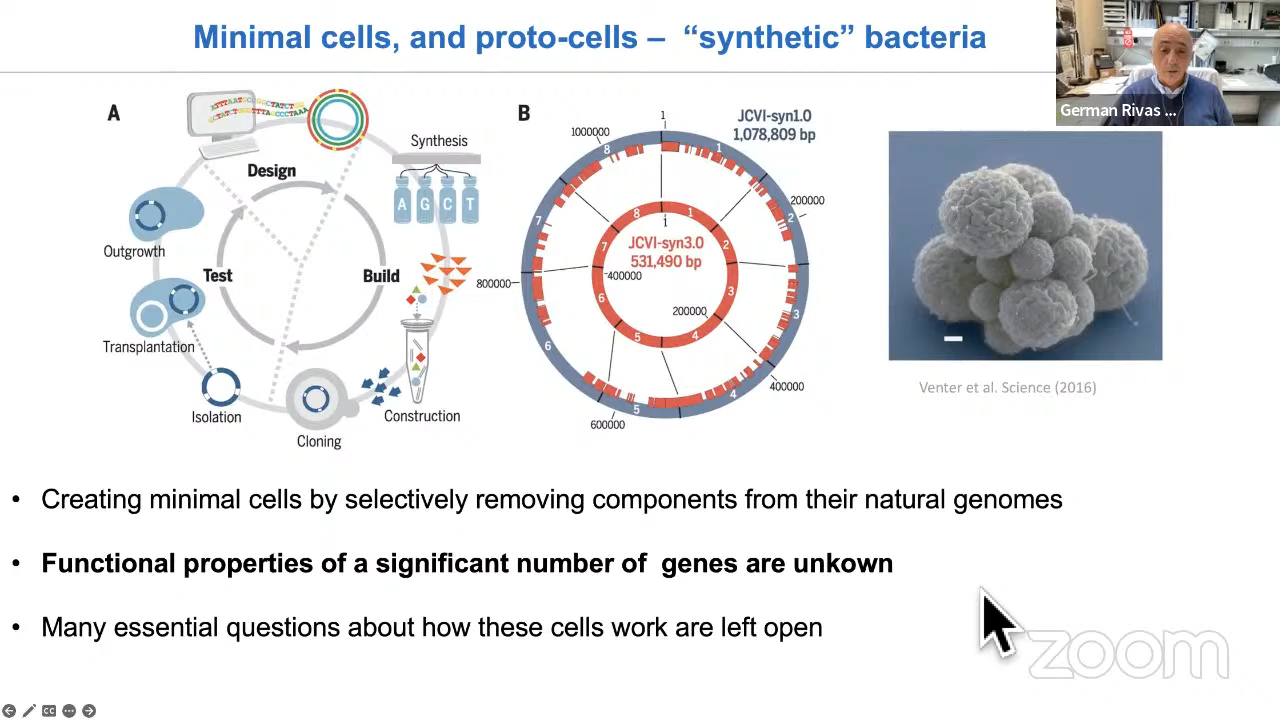 Minimal cells, and proto-cells – “synthetic” bacteria
German Rivas ...
A
Design
Synthesis
A G C T
Outgrowth
Test
Build
Transplantation
Isolation
Cloning
Construction
B
JCVI-syn1.0
1,078,809 bp
1
1000000
200000
800000
400000
600000
8
1
7
2
6
3
5
4
JCVI-syn3.0
531,490 bp
1
8
1
7
2
400000
6
3
200000
5
4
Venter et al. Science (2016)
• Creating minimal cells by selectively removing components from their natural genomes
• Functional properties of a significant number of genes are unkown
• Many essential questions about how these cells work are left open
zoom
CC